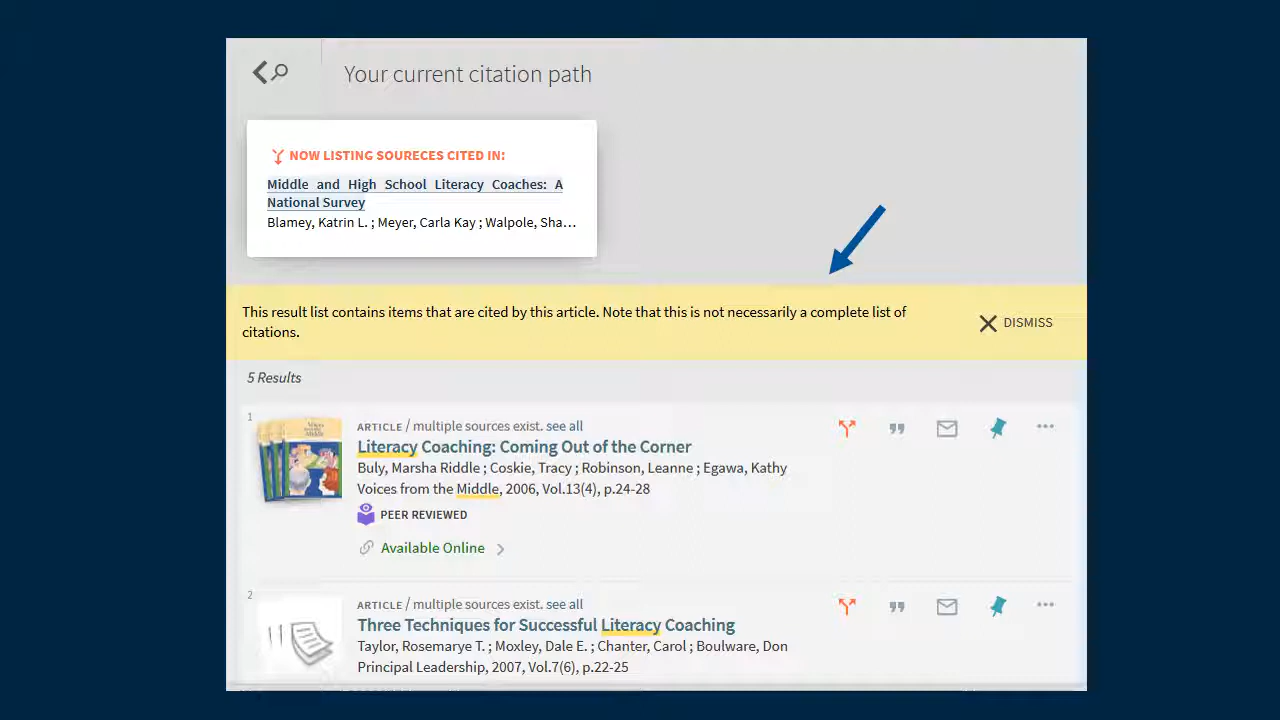 Your current citation path
NOW LISTING SOURECES CITED IN:
Middle and High School Literacy Coaches: A
National Survey
Blamey, Katrin L. ; Meyer, Carla Kay ; Walpole, Sha...
This result list contains items that are cited by this article. Note that this is not necessarily a complete list of
citations.
DISMISS
5 Results
1
ARTICLE / multiple sources exist. see all
Literacy Coaching: Coming Out of the Corner
Buly, Marsha Riddle ; Coskie, Tracy ; Robinson, Leanne ; Egawa, Kathy
Voices from the Middle, 2006, Vol.13(4), p.24-28
PEER REVIEWED
Available Online
2
ARTICLE / multiple sources exist. see all
Three Techniques for Successful Literacy Coaching
Taylor, Rosemarye T. ; Moxley, Dale E. ; Chanter, Carol ; Boulware, Don
Principal Leadership, 2007, Vol.7(6), p.22-25